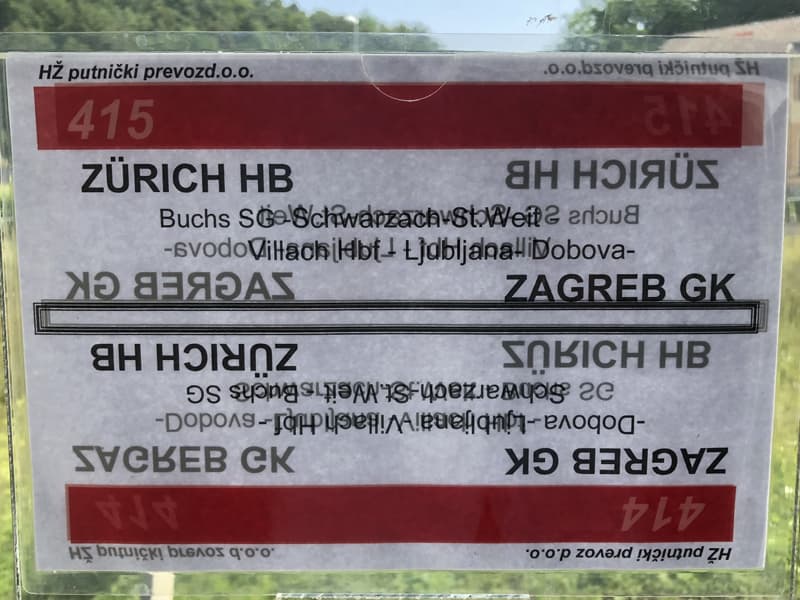 HŽ putnički prevozd.o.o.
415
ZÜRICH HB
Buchs SG -Schwarzach-St.Weit -
Villach Hbf - Ljubljana- Dobova-
ZAGREB GK
ZAGREB GK
-Dobova -Ljubljana -Villach Hbf -
Schwarzach-St.Weit - Buchs SG
ZÜRICH HB
414
HŽ putnički prevoz d.o.o.